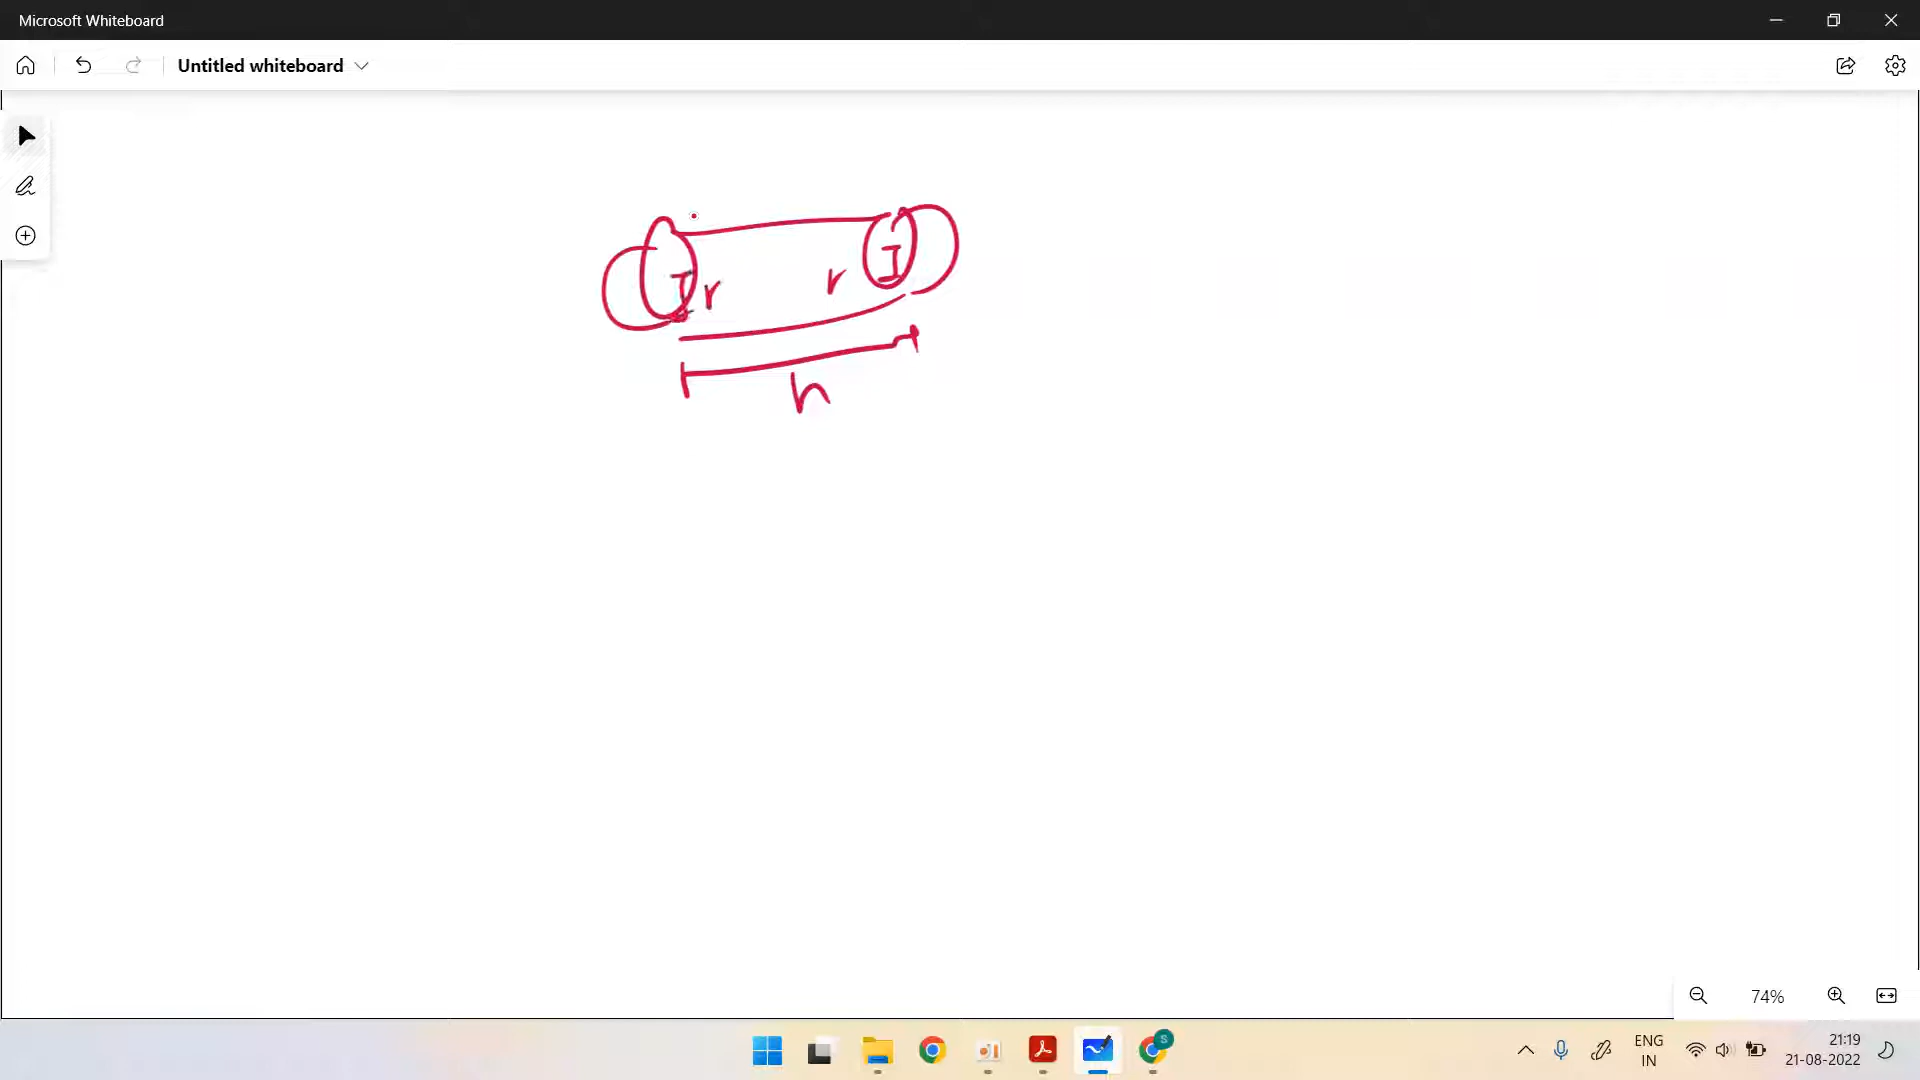 Microsoft Whiteboard
Untitled whiteboard
I r r I
h
74%
S
ENG
IN
21:19
21-08-2022